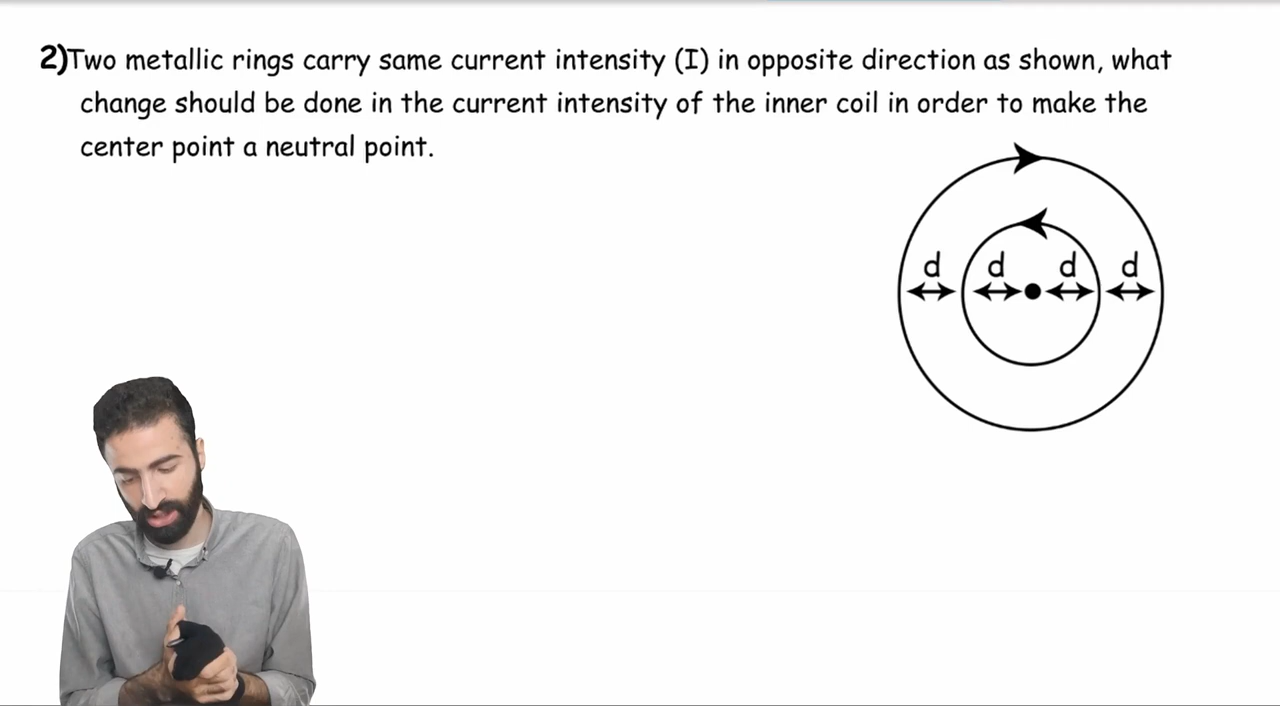 2)Two metallic rings carry same current intensity (I) in opposite direction as shown, what
change should be done in the current intensity of the inner coil in order to make the
center point a neutral point.
d d d d